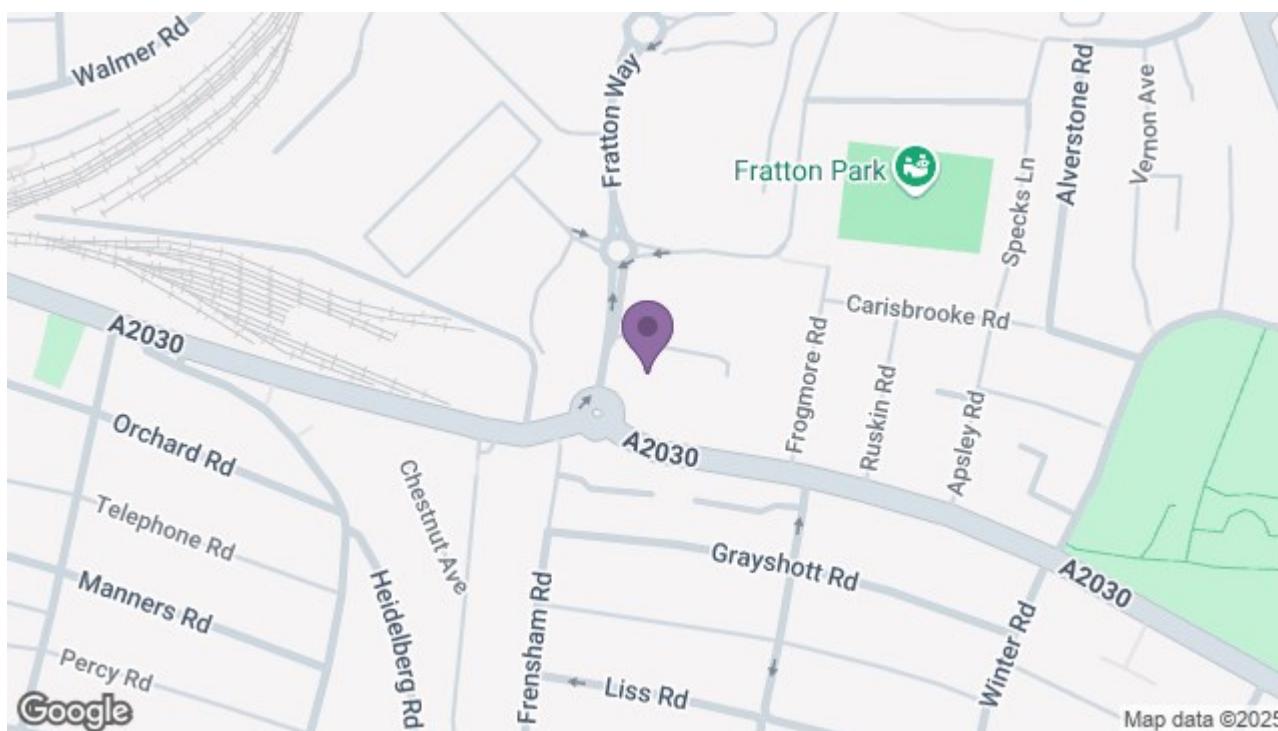 Walmer Rd
Fratton Way
Alverstone Rd
Vernon Ave
Fratton Park
Specks Ln
Carisbrooke Rd
A2030
Frogmore Rd
Ruskin Rd
Apsley Rd
Orchard Rd
A2030
Chestnut Ave
Telephone Rd
Grayshott Rd
A2030
Manners Rd
Heidelberg Rd
Frensham Rd
Winter Rd
Percy Rd
Liss Rd
Google
Map data ©2025